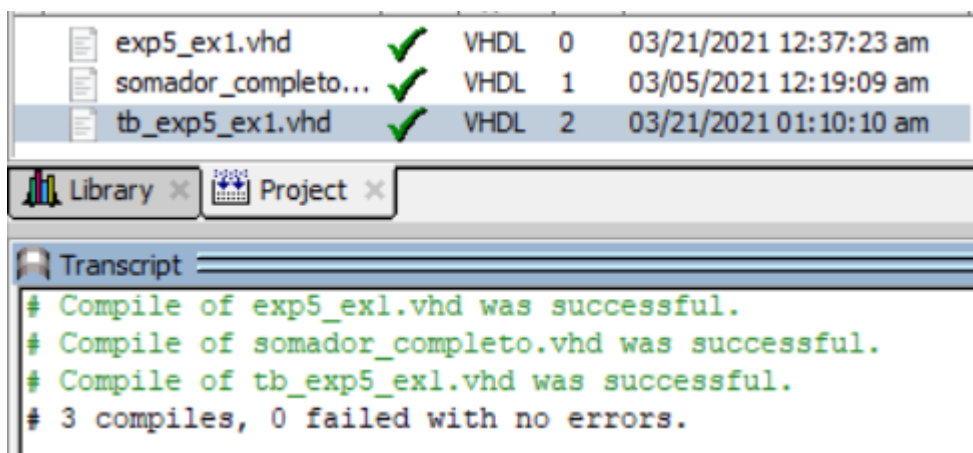 exp5_ex1.vhd VHDL 0 03/21/2021 12:37:23 am
somador_completo... VHDL 1 03/05/2021 12:19:09 am
tb_exp5_ex1.vhd VHDL 2 03/21/2021 01:10:10 am
Library Project
Transcript
# Compile of exp5_ex1.vhd was successful.
# Compile of somador_completo.vhd was successful.
# Compile of tb_exp5_ex1.vhd was successful.
# 3 compiles, 0 failed with no errors.